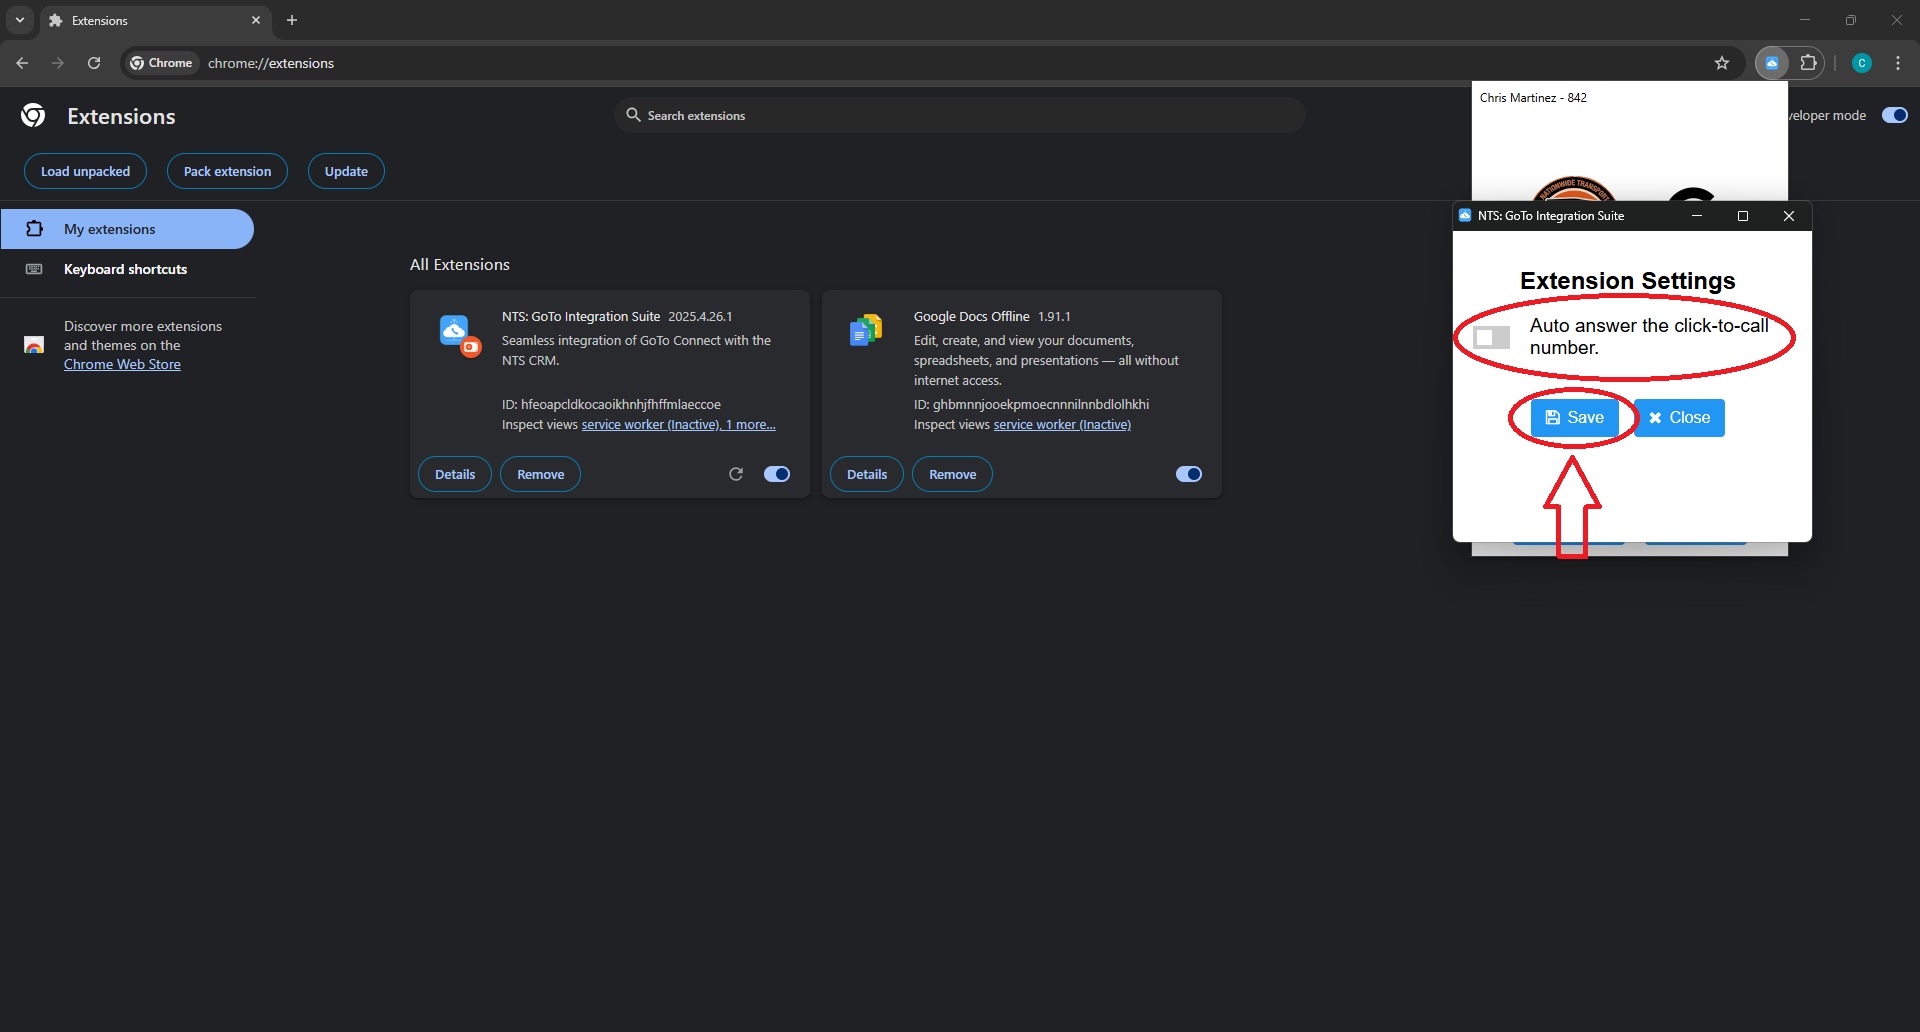 Extensions
Chrome
chrome://extensions
C
Extensions
Search extensions
Chris Martinez - 842
veloper mode
Load unpacked
Pack extension
Update
NATIONWIDE TRANSPORT
My extensions
Keyboard shortcuts
Discover more extensions
and themes on the
Chrome Web Store
All Extensions
NTS: GoTo Integration Suite 2025.4.26.1
Seamless integration of GoTo Connect with the
NTS CRM.
ID: hfeoapcldkocaoikhnhjfhffmlaeccoe
Inspect views service worker (Inactive), 1 more...
Details
Remove
Google Docs Offline 1.91.1
Edit, create, and view your documents,
spreadsheets, and presentations — all without
internet access.
ID: ghbmnnjooekpmoecnnnilnnbdlolhkhi
Inspect views service worker (Inactive)
Details
Remove
NTS: GoTo Integration Suite
Extension Settings
Auto answer the click-to-call
number.
Save
Close